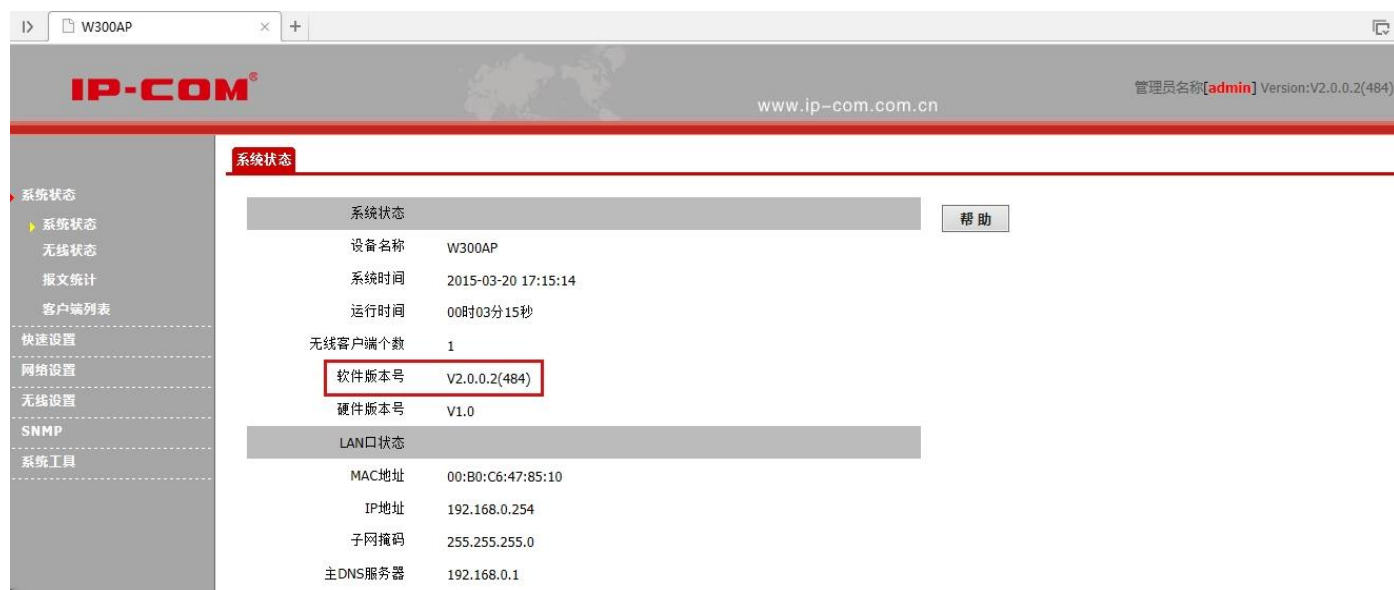 W300AP
IP-COM®
www.ip-com.com.cn
管理员名称[admin] Version:V2.0.0.2(484)
系统状态
系统状态
系统状态
无线状态
报文统计
客户端列表
快速设置
网络设置
无线设置
SNMP
系统工具
系统状态
帮助
设备名称 W300AP
系统时间 2015-03-20 17:15:14
运行时间 00时03分15秒
无线客户端个数 1
软件版本号 V2.0.0.2(484)
硬件版本号 V1.0
LAN口状态
MAC地址 00:B0:C6:47:85:10
IP地址 192.168.0.254
子网掩码 255.255.255.0
主DNS服务器 192.168.0.1